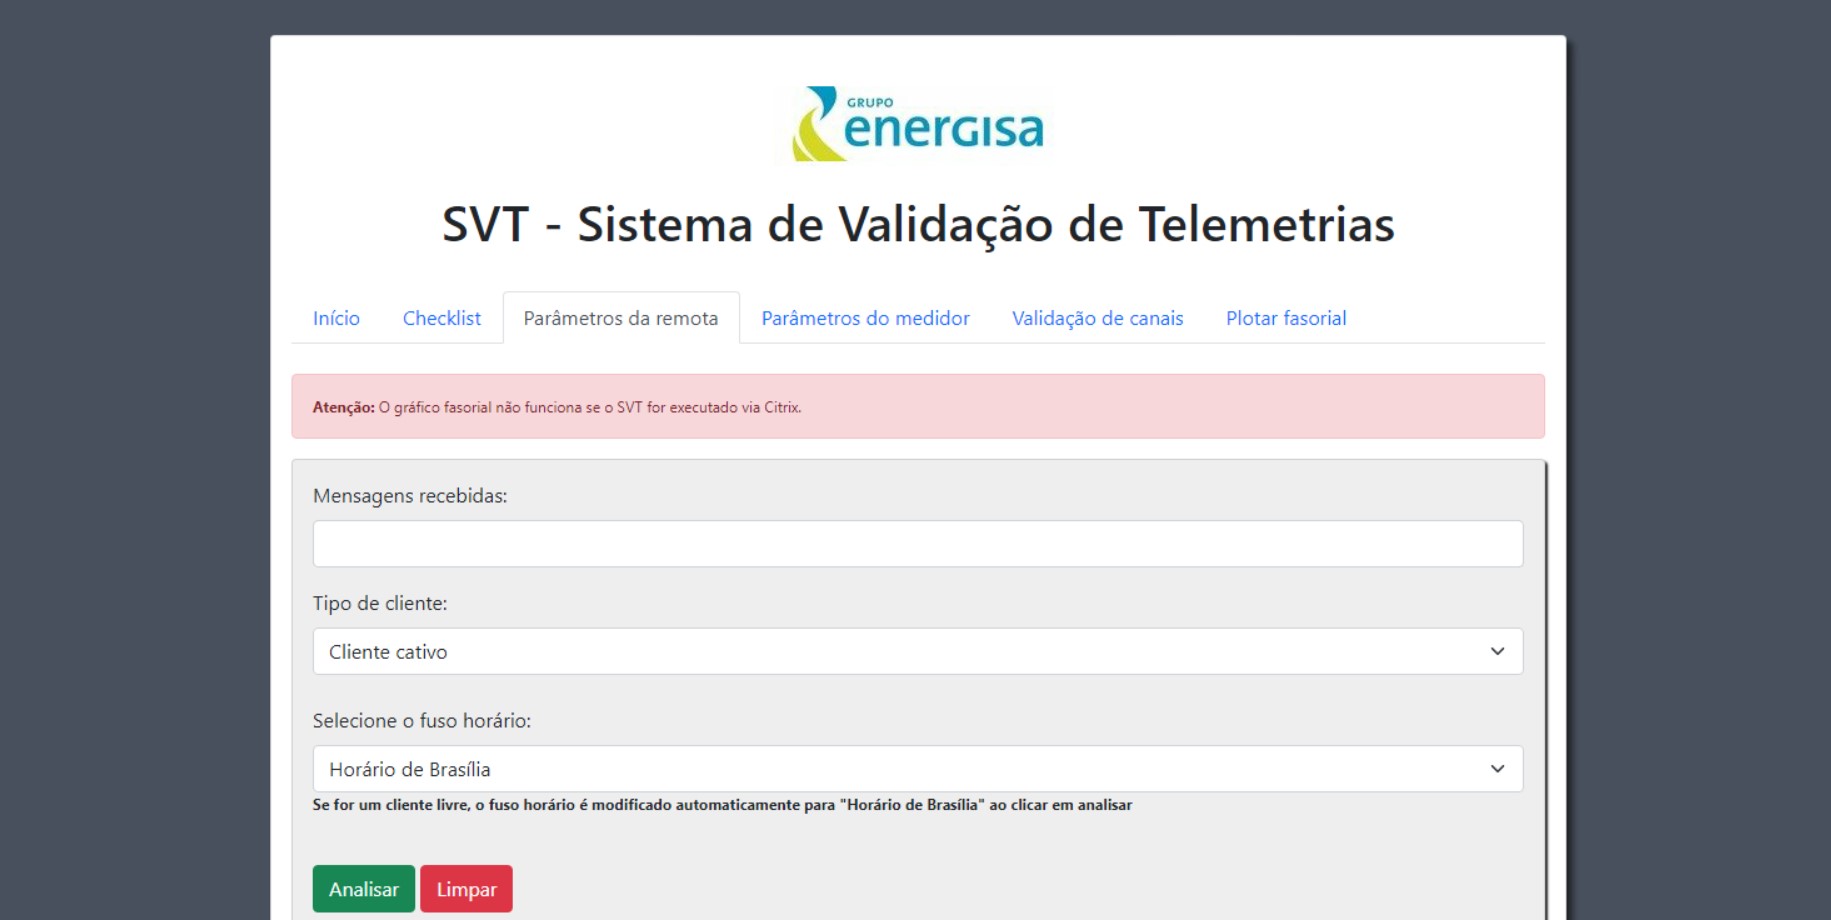 GRUPO
energisa
SVT - Sistema de Validação de Telemetrias
Início Checklist Parâmetros da remota Parâmetros do medidor Validação de canais Plotar fasorial
Atenção: O gráfico fasorial não funciona se o SVT for executado via Citrix.
Mensagens recebidas:
Tipo de cliente:
Cliente cativo
Selecione o fuso horário:
Horário de Brasília
Se for um cliente livre, o fuso horário é modificado automaticamente para "Horário de Brasília" ao clicar em analisar
Analisar Limpar